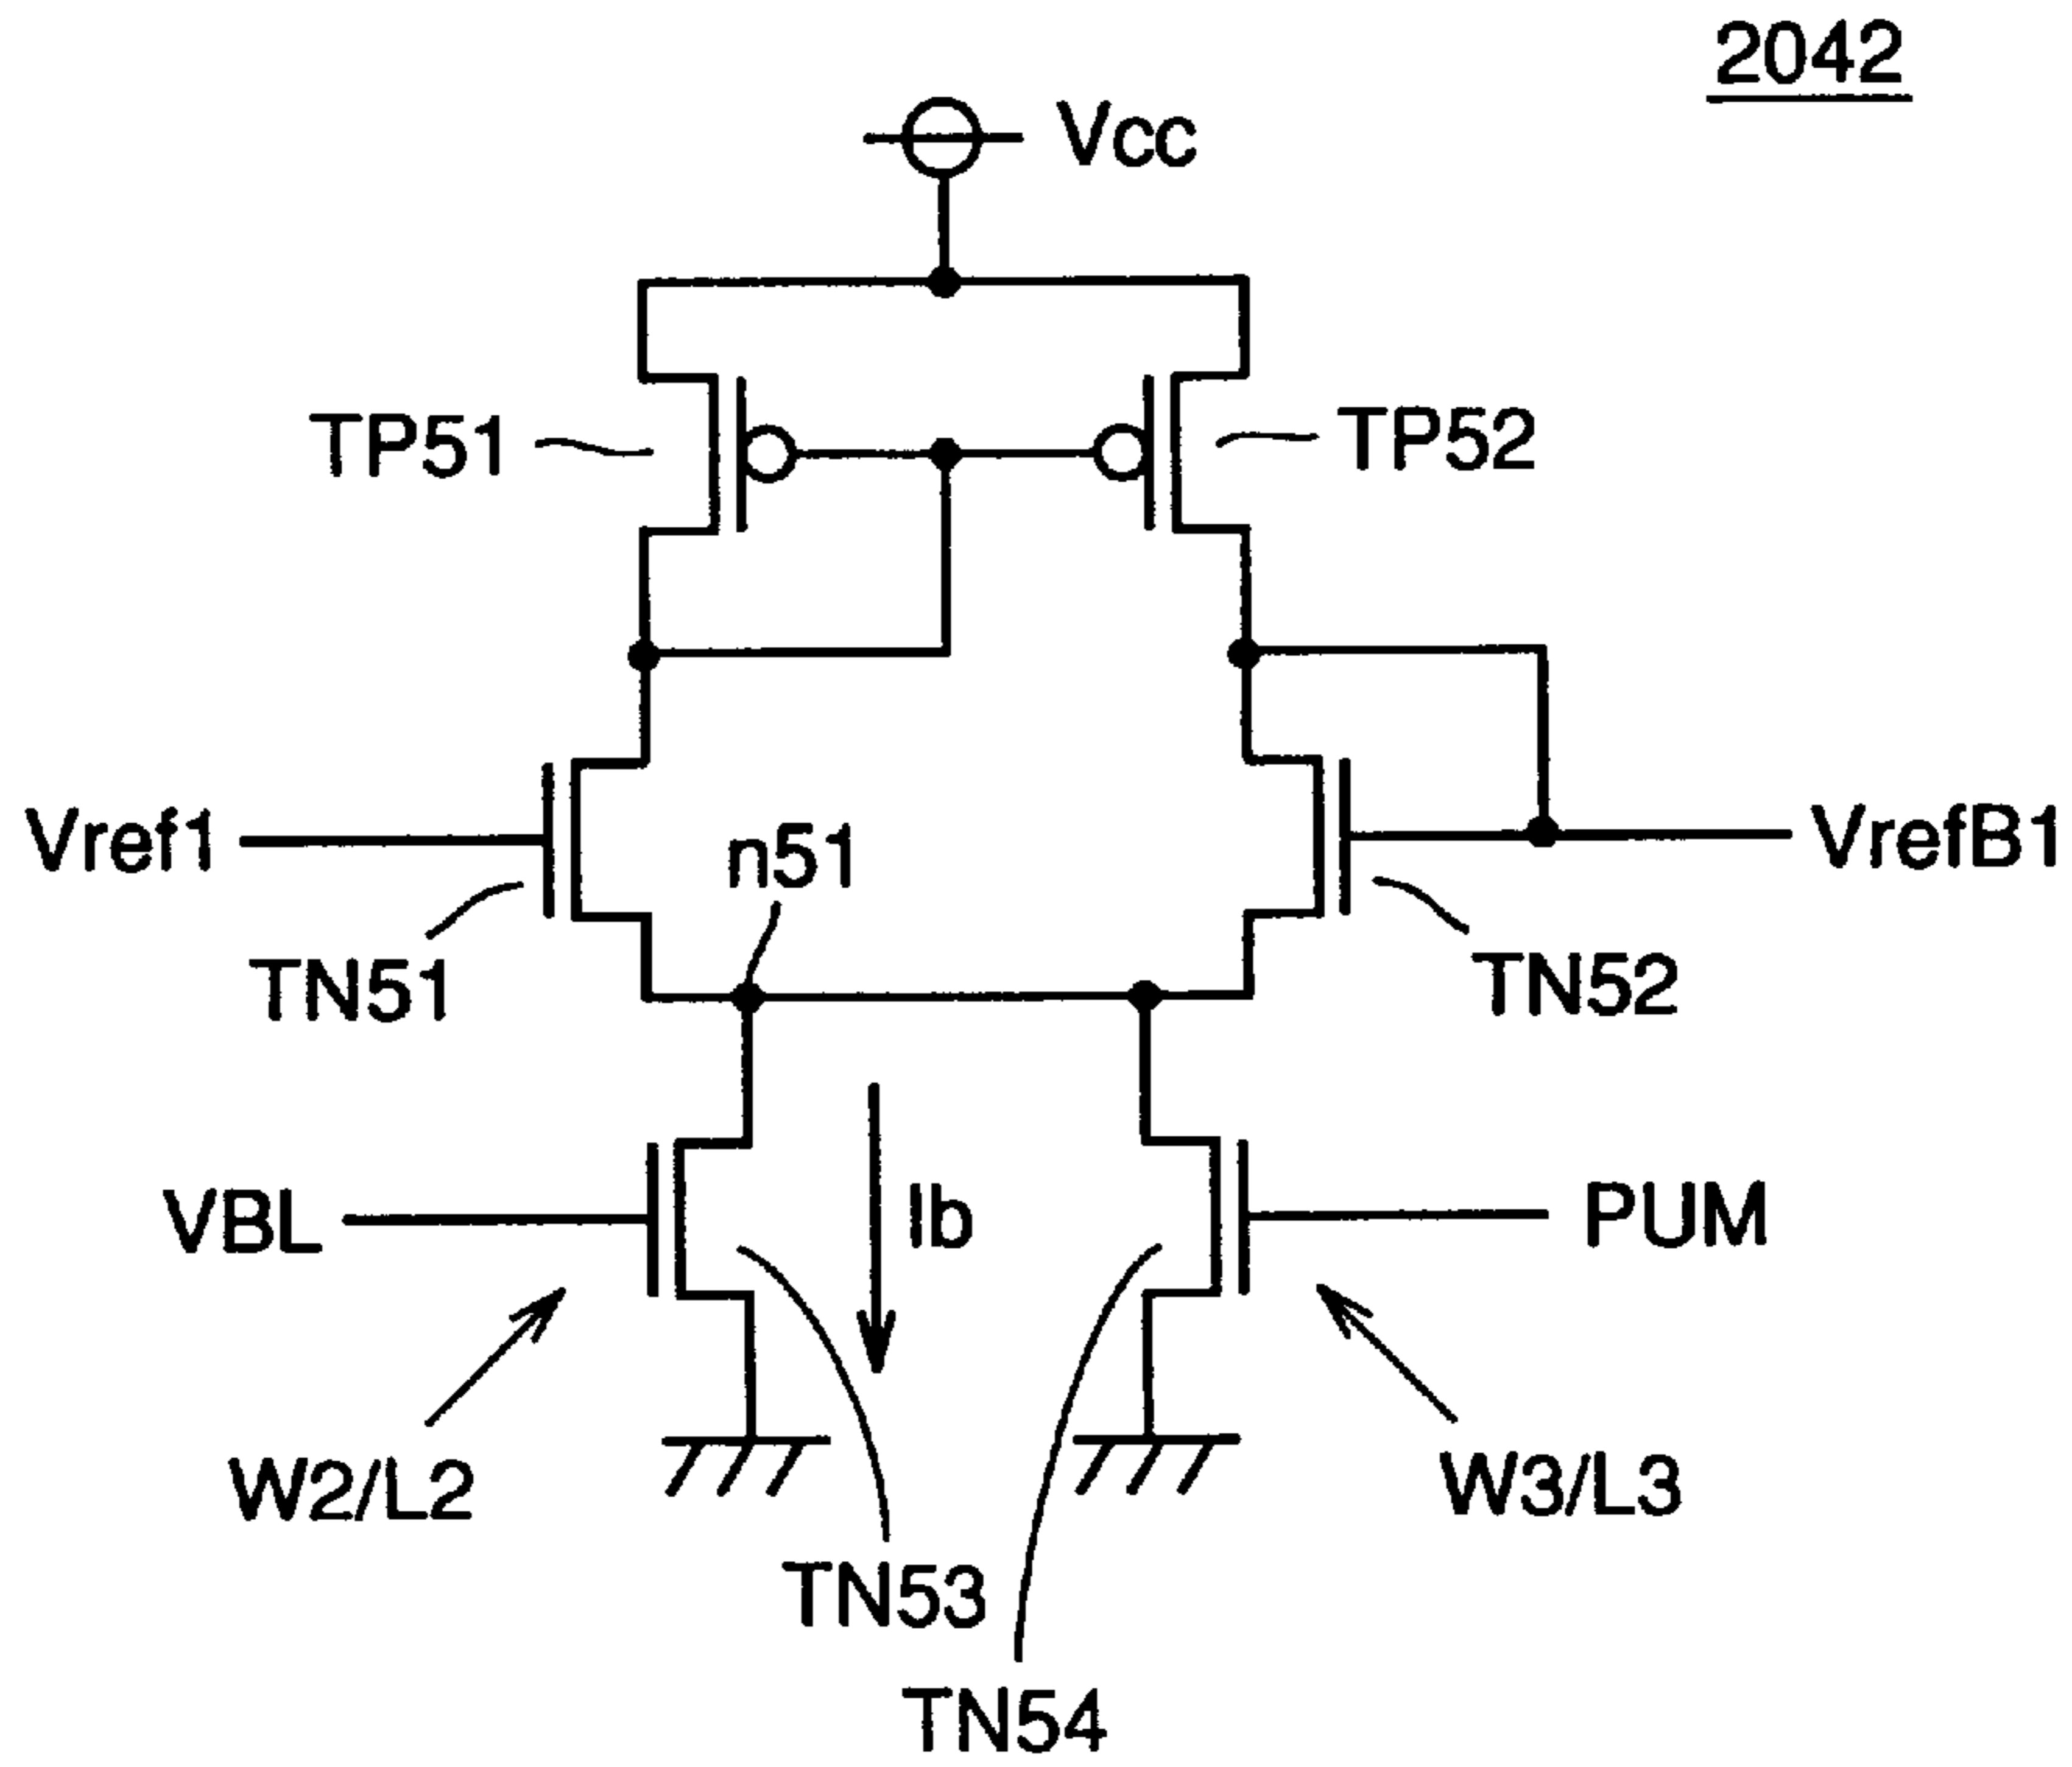 2042
Vcc
TP51
TP52
Vref1
n51
VrefB1
TN51
TN52
VBL
Ib
PUM
W2/L2
W3/L3
TN53
TN54